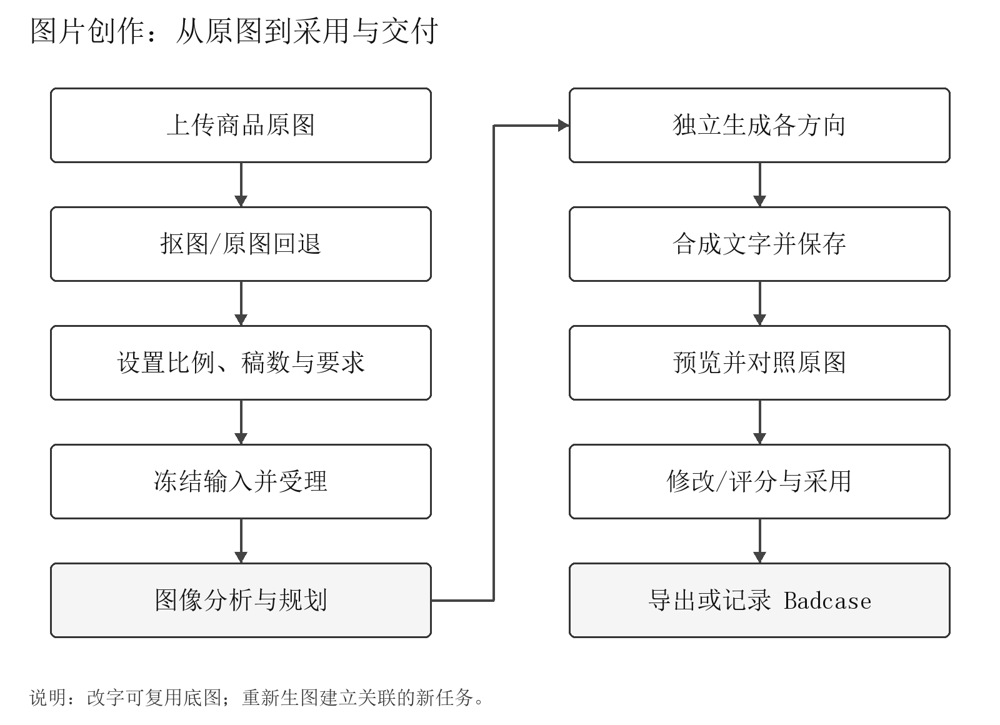 图片创作：从原图到采用与交付
上传商品原图
抠图/原图回退
设置比例、稿数与要求
冻结输入并受理
图像分析与规划
独立生成各方向
合成文字并保存
预览并对照原图
修改/评分与采用
导出或记录 Badcase
说明：改字可复用底图；重新生图建立关联的新任务。